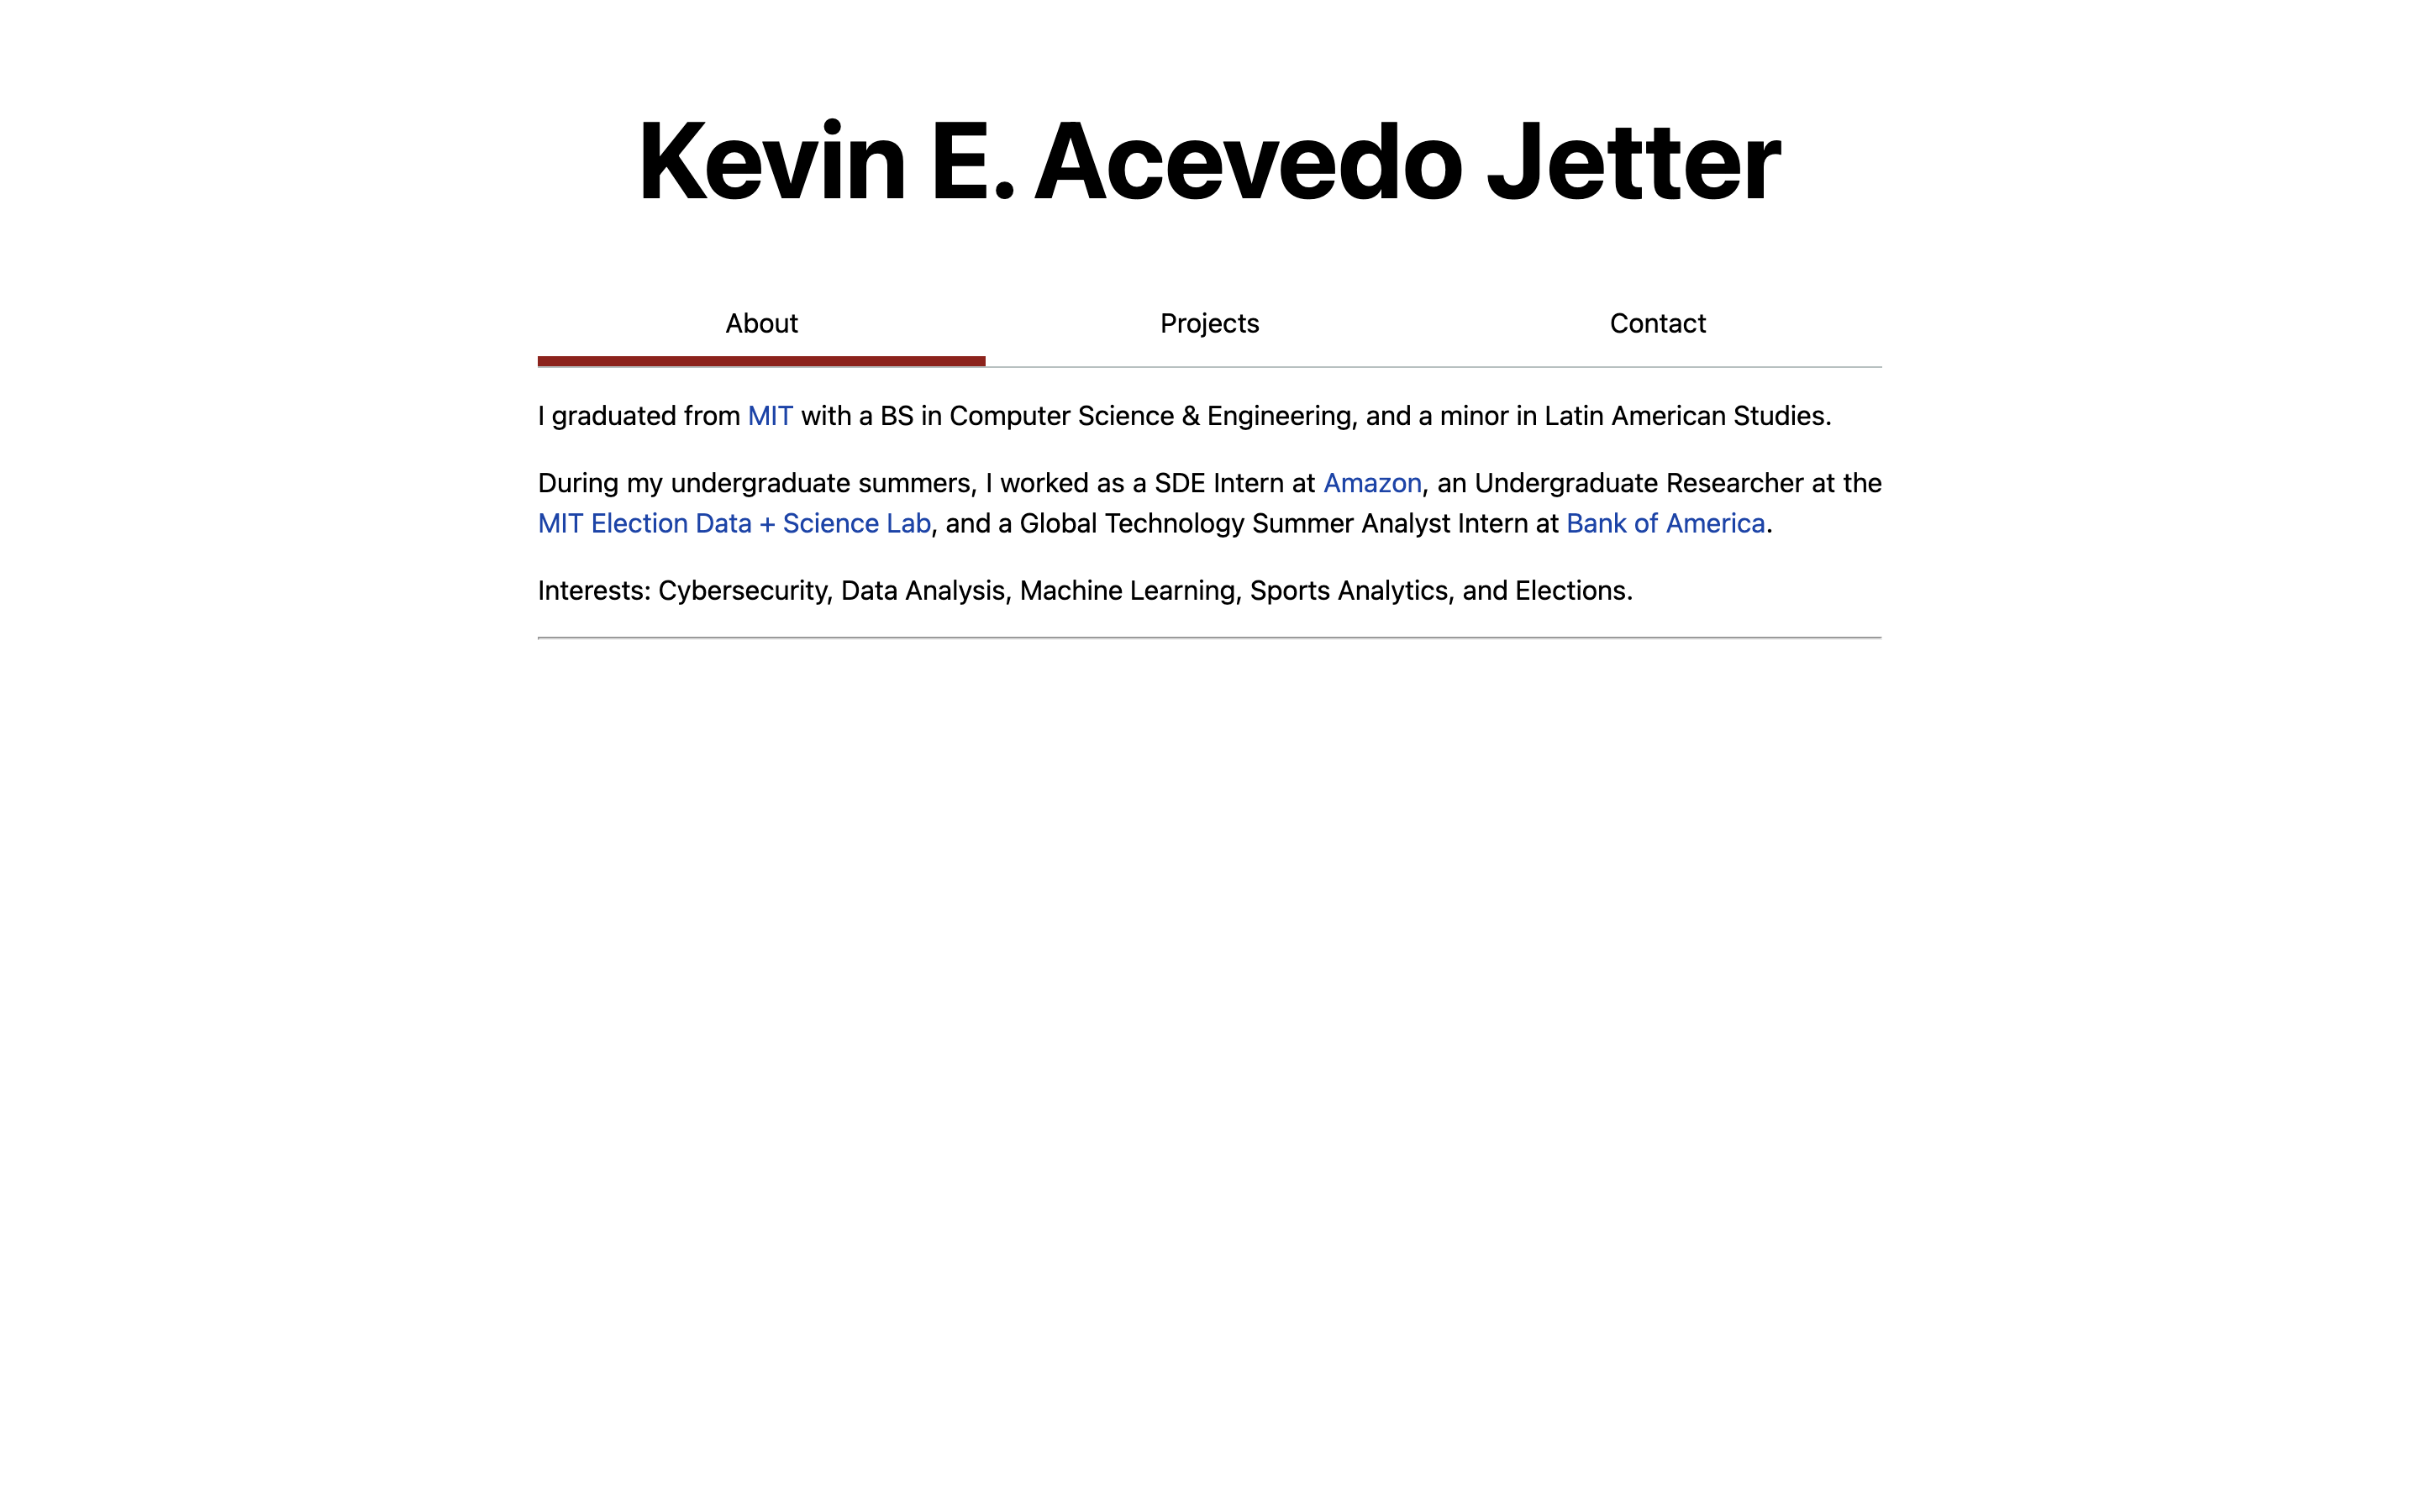 Kevin E. Acevedo Jetter
About Projects Contact
I graduated from MIT with a BS in Computer Science & Engineering, and a minor in Latin American Studies.
During my undergraduate summers, I worked as a SDE Intern at Amazon, an Undergraduate Researcher at the
MIT Election Data + Science Lab, and a Global Technology Summer Analyst Intern at Bank of America.
Interests: Cybersecurity, Data Analysis, Machine Learning, Sports Analytics, and Elections.